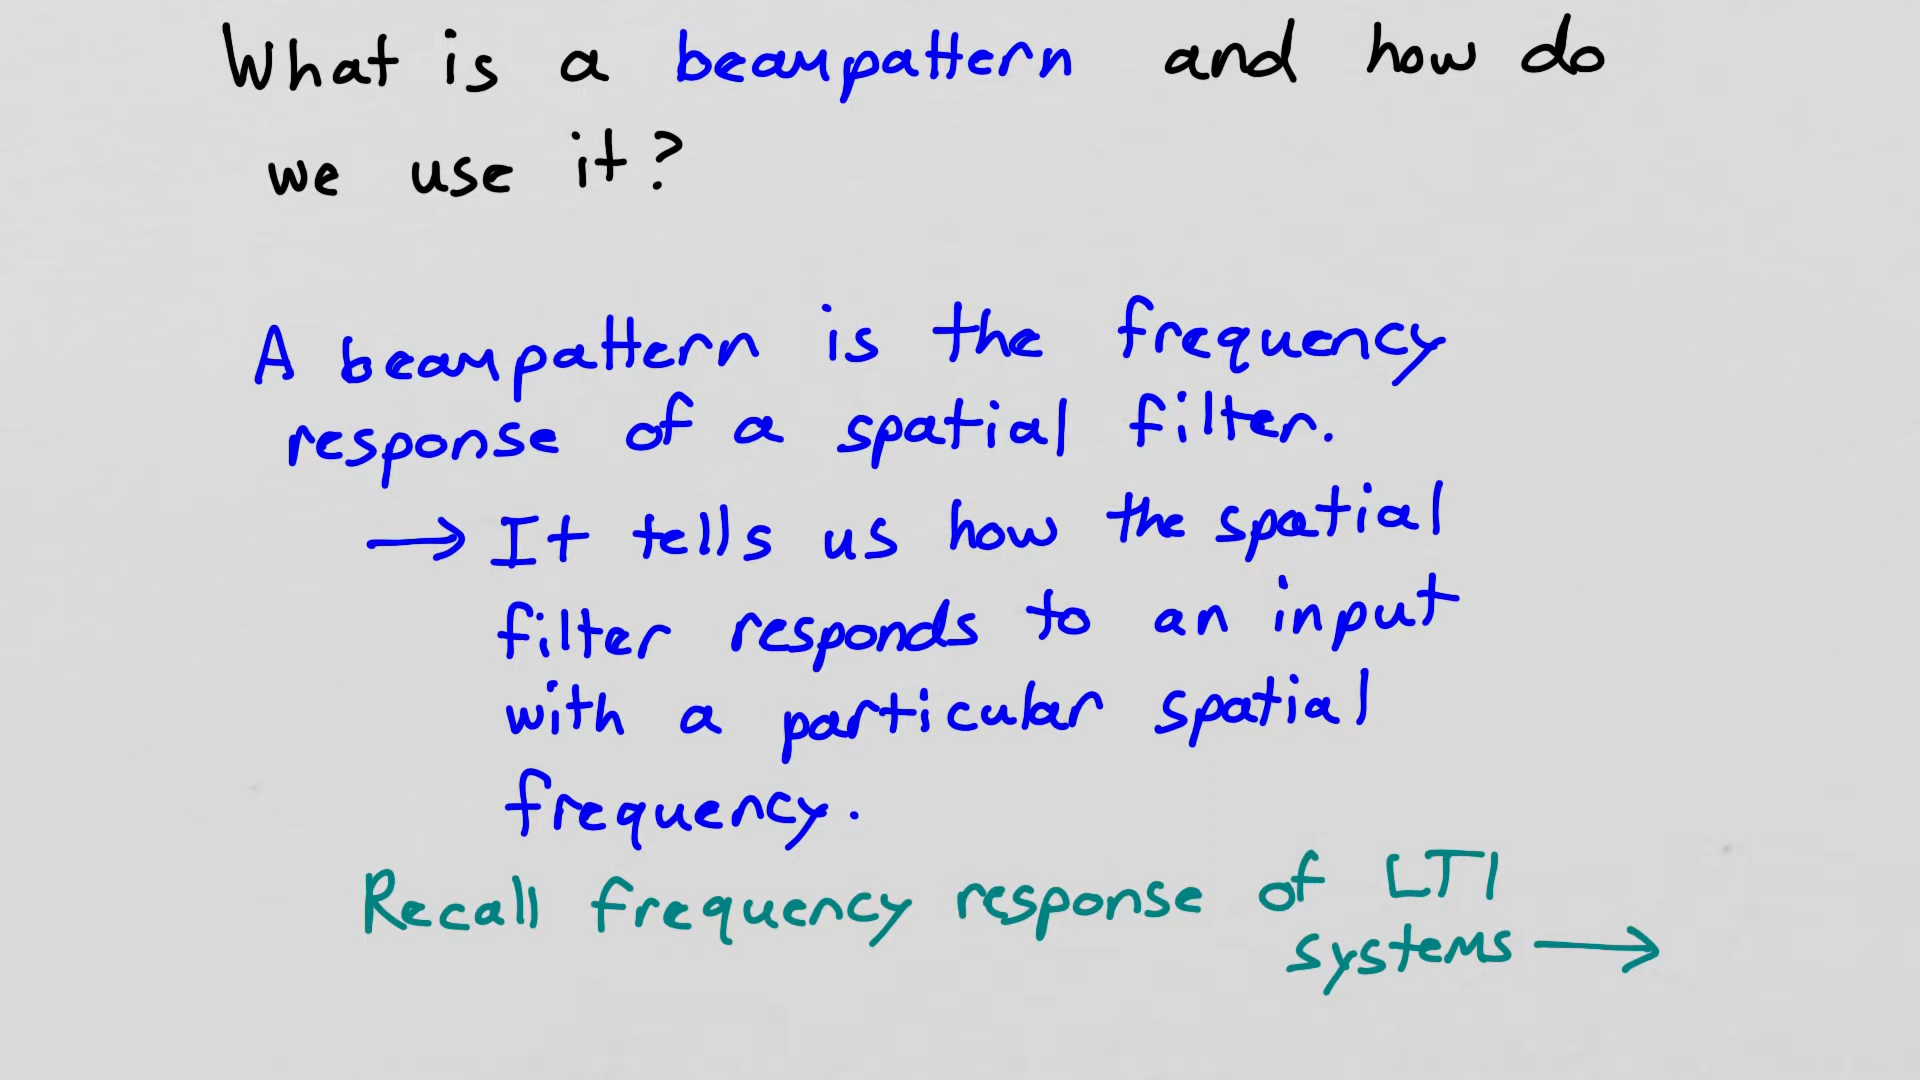 What is a beampattern and how do
we use it?
A beampattern is the frequency
response of a spatial filter.
→ It tells us how the spatial
filter responds to an input
with a particular spatial
frequency.
Recall frequency response of LTI
systems →